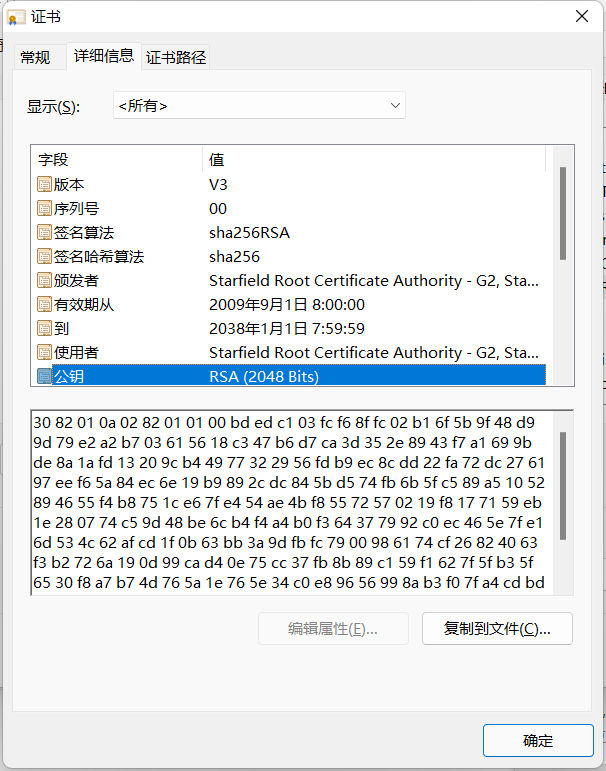 证书
常规 详细信息 证书路径
显示(S): <所有>
字段 值
版本 V3
序列号 00
签名算法 sha256RSA
签名哈希算法 sha256
颁发者 Starfield Root Certificate Authority - G2, Sta...
有效期从 2009年9月1日 8:00:00
到 2038年1月1日 7:59:59
使用者 Starfield Root Certificate Authority - G2, Sta...
公钥 RSA (2048 Bits)
30 82 01 0a 02 82 01 01 00 bd ed c1 03 fc f6 8f fc 02 b1 6f 5b 9f 48 d9
9d 79 e2 a2 b7 03 61 56 18 c3 47 b6 d7 ca 3d 35 2e 89 43 f7 a1 69 9b
de 8a 1a fd 13 20 9c b4 49 77 32 29 56 fd b9 ec 8c dd 22 fa 72 dc 27 61
97 ee f6 5a 84 ec 6e 19 b9 89 2c dc 84 5b d5 74 fb 6b 5f c5 89 a5 10 52
89 46 55 f4 b8 75 1c e6 7f e4 54 ae 4b f8 55 72 57 02 19 f8 17 71 59 eb
1e 28 07 74 c5 9d 48 be 6c b4 f4 a4 b0 f3 64 37 79 92 c0 ec 46 5e 7f e1
6d 53 4c 62 af cd 1f 0b 63 bb 3a 9d fb fc 79 00 98 61 74 cf 26 82 40 63
f3 b2 72 6a 19 0d 99 ca d4 0e 75 cc 37 fb 8b 89 c1 59 f1 62 7f 5f b3 5f
65 30 f8 a7 b7 4d 76 5a 1e 76 5e 34 c0 e8 96 56 99 8a b3 f0 7f a4 cd bd
编辑属性(E)... 复制到文件(C)...
确定